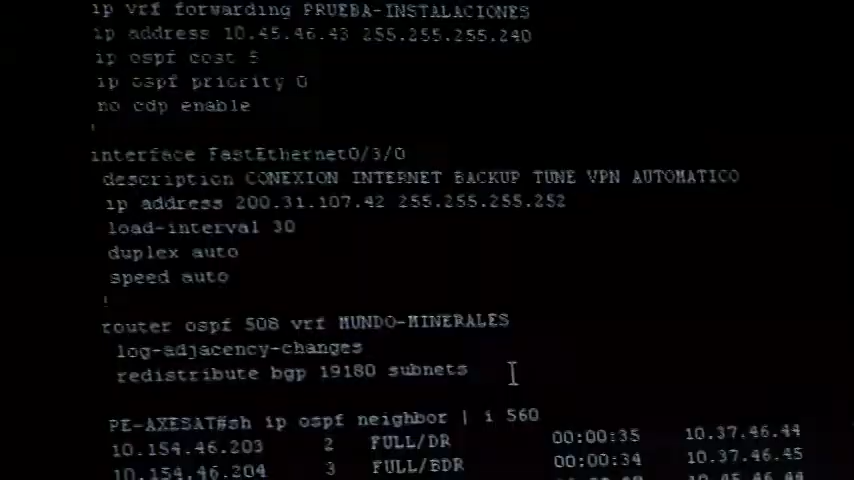 ip vrf forwarding PRUEBA-INSTALACIONES
ip address 10.45.46.43 255.255.255.240
ip ospf cost 5
ip ospf priority 0
no cdp enable
!
interface FastEthernet0/3/0
description CONEXION INTERNET BACKUP TUNE VPN AUTOMATICO
ip address 200.31.107.42 255.255.255.252
load-interval 30
duplex auto
speed auto
!
router ospf 508 vrf MUNDO-MINERALES
log-adjacency-changes
redistribute bgp 19180 subnets
PE-AXESAT#sh ip ospf neighbor | i 560
10.154.46.203 2 FULL/DR 00:00:35 10.37.46.44
10.154.46.204 3 FULL/BDR 00:00:34 10.37.46.45